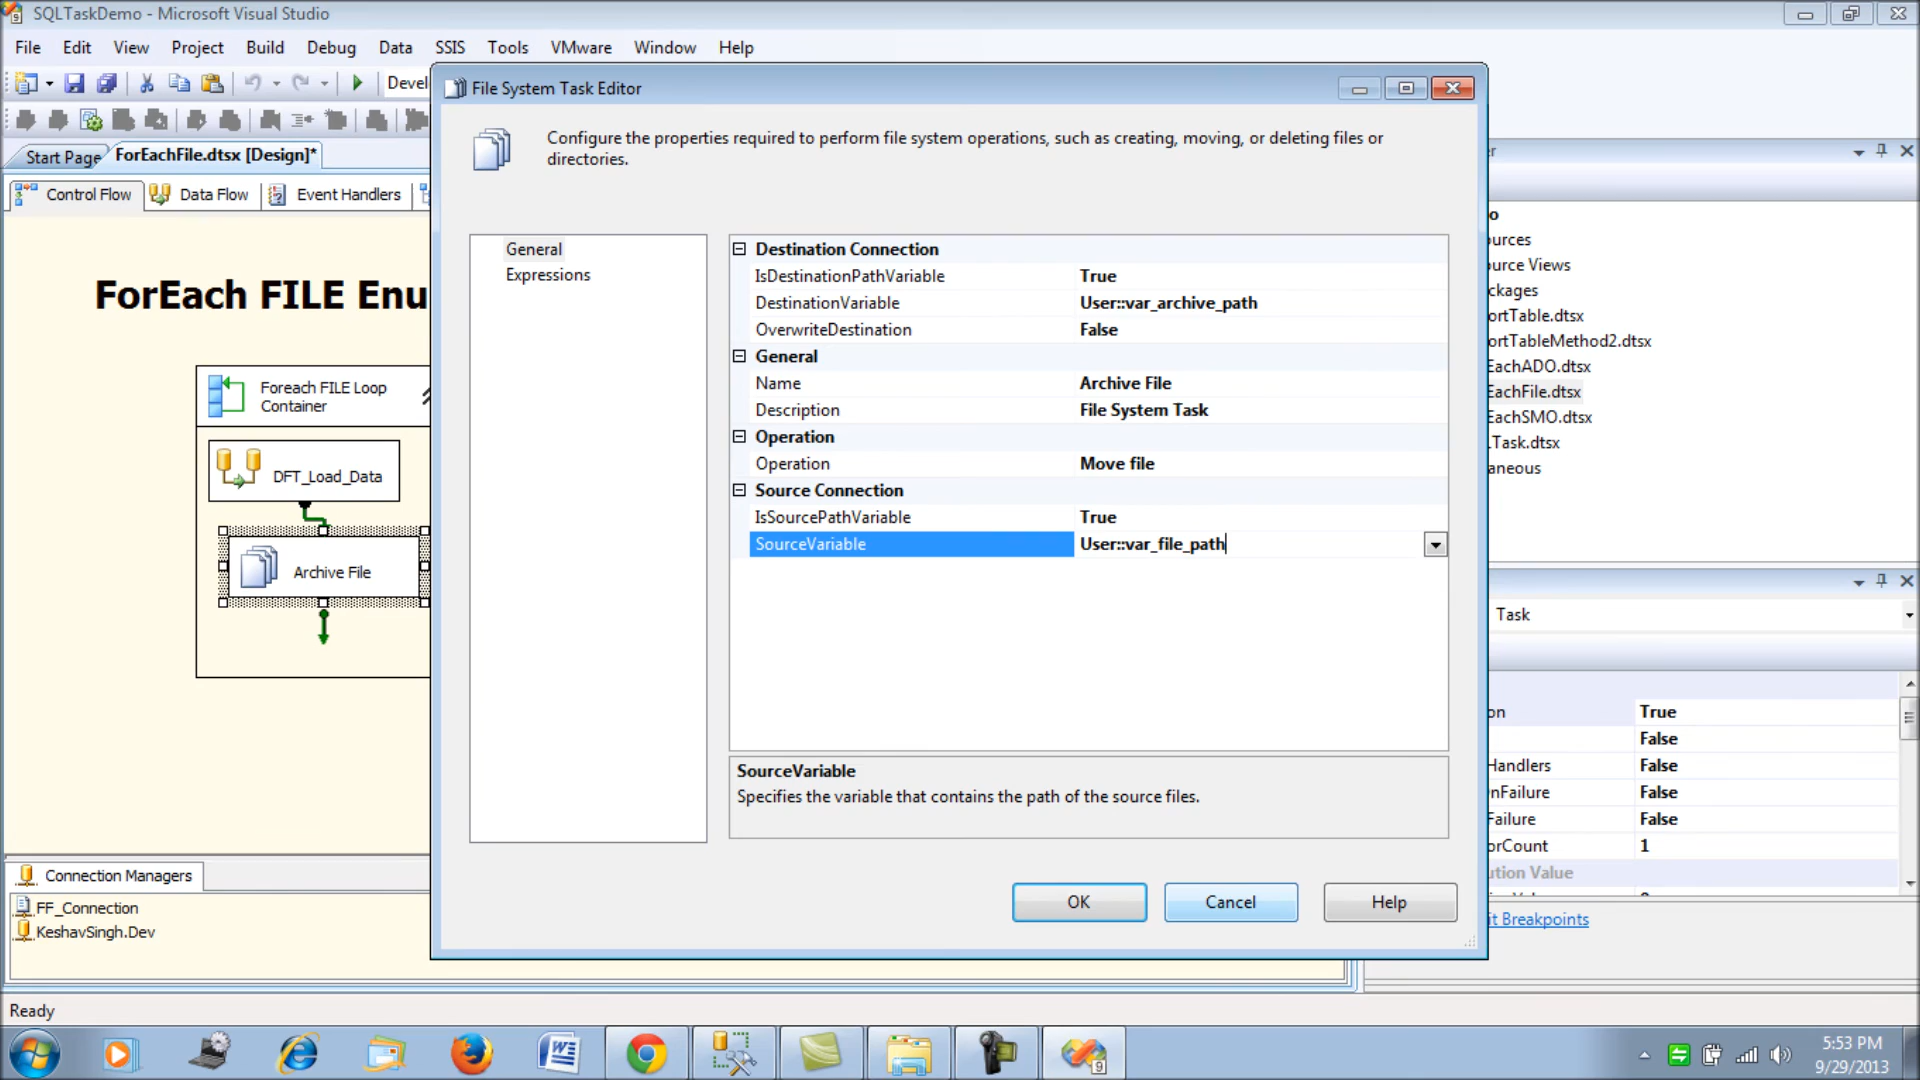 SQLTaskDemo - Microsoft Visual Studio
File Edit View Project Build Debug Data SSIS Tools VMware Window Help
Devel
Start Page ForEachFile.dtsx [Design]*
Control Flow Data Flow Event Handlers
ForEach FILE Enu
Foreach FILE Loop
Container
DFT_Load_Data
Archive File
Connection Managers
FF_Connection
KeshavSingh.Dev
Ready
File System Task Editor
Configure the properties required to perform file system operations, such as creating, moving, or deleting files or
directories.
General
Expressions
Destination Connection
IsDestinationPathVariable True
DestinationVariable User::var_archive_path
OverwriteDestination False
General
Name Archive File
Description File System Task
Operation
Operation Move file
Source Connection
IsSourcePathVariable True
SourceVariable User::var_file_path
SourceVariable
Specifies the variable that contains the path of the source files.
OK Cancel Help
er
o
urces
urce Views
ckages
ortTable.dtsx
ortTableMethod2.dtsx
EachADO.dtsx
EachFile.dtsx
EachSMO.dtsx
LTask.dtsx
aneous
Task
on True
False
Handlers False
nFailure False
Failure False
orCount 1
ution Value
it Breakpoints
5:53 PM
9/29/2013